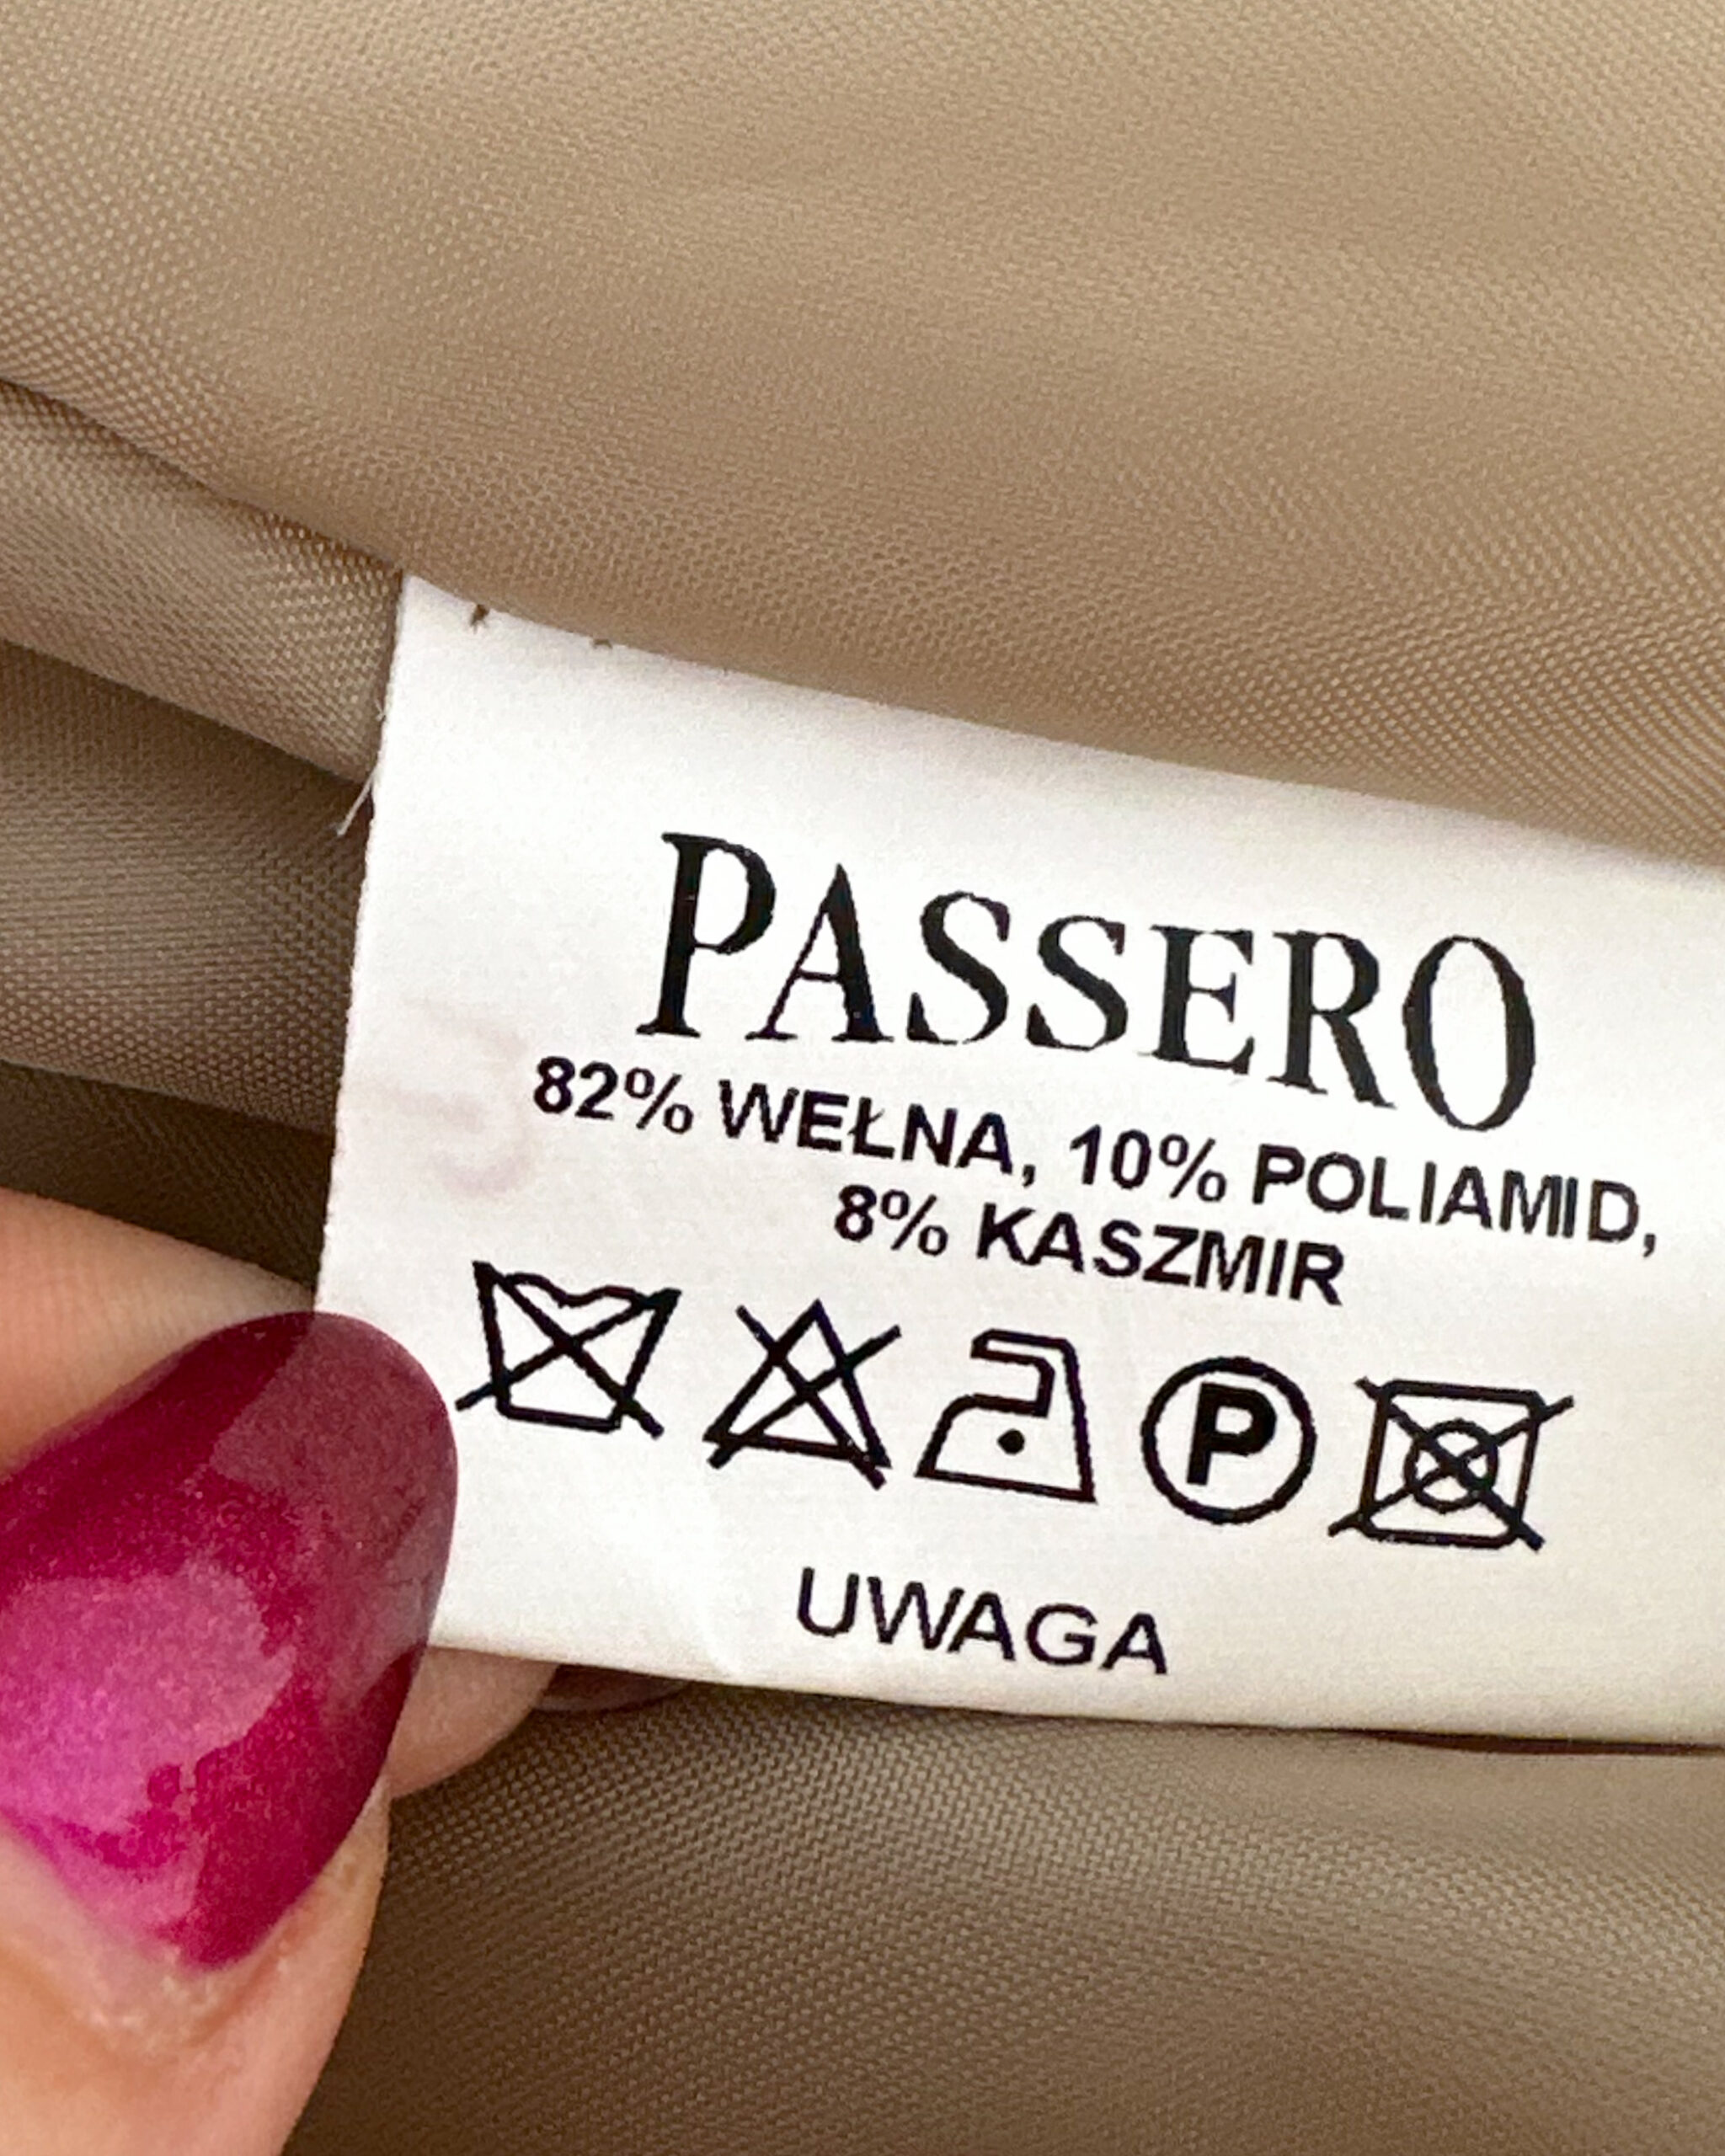 PASSERO
82% WEŁNA, 10% POLIAMID,
8% KASZMIR
P
UWAGA